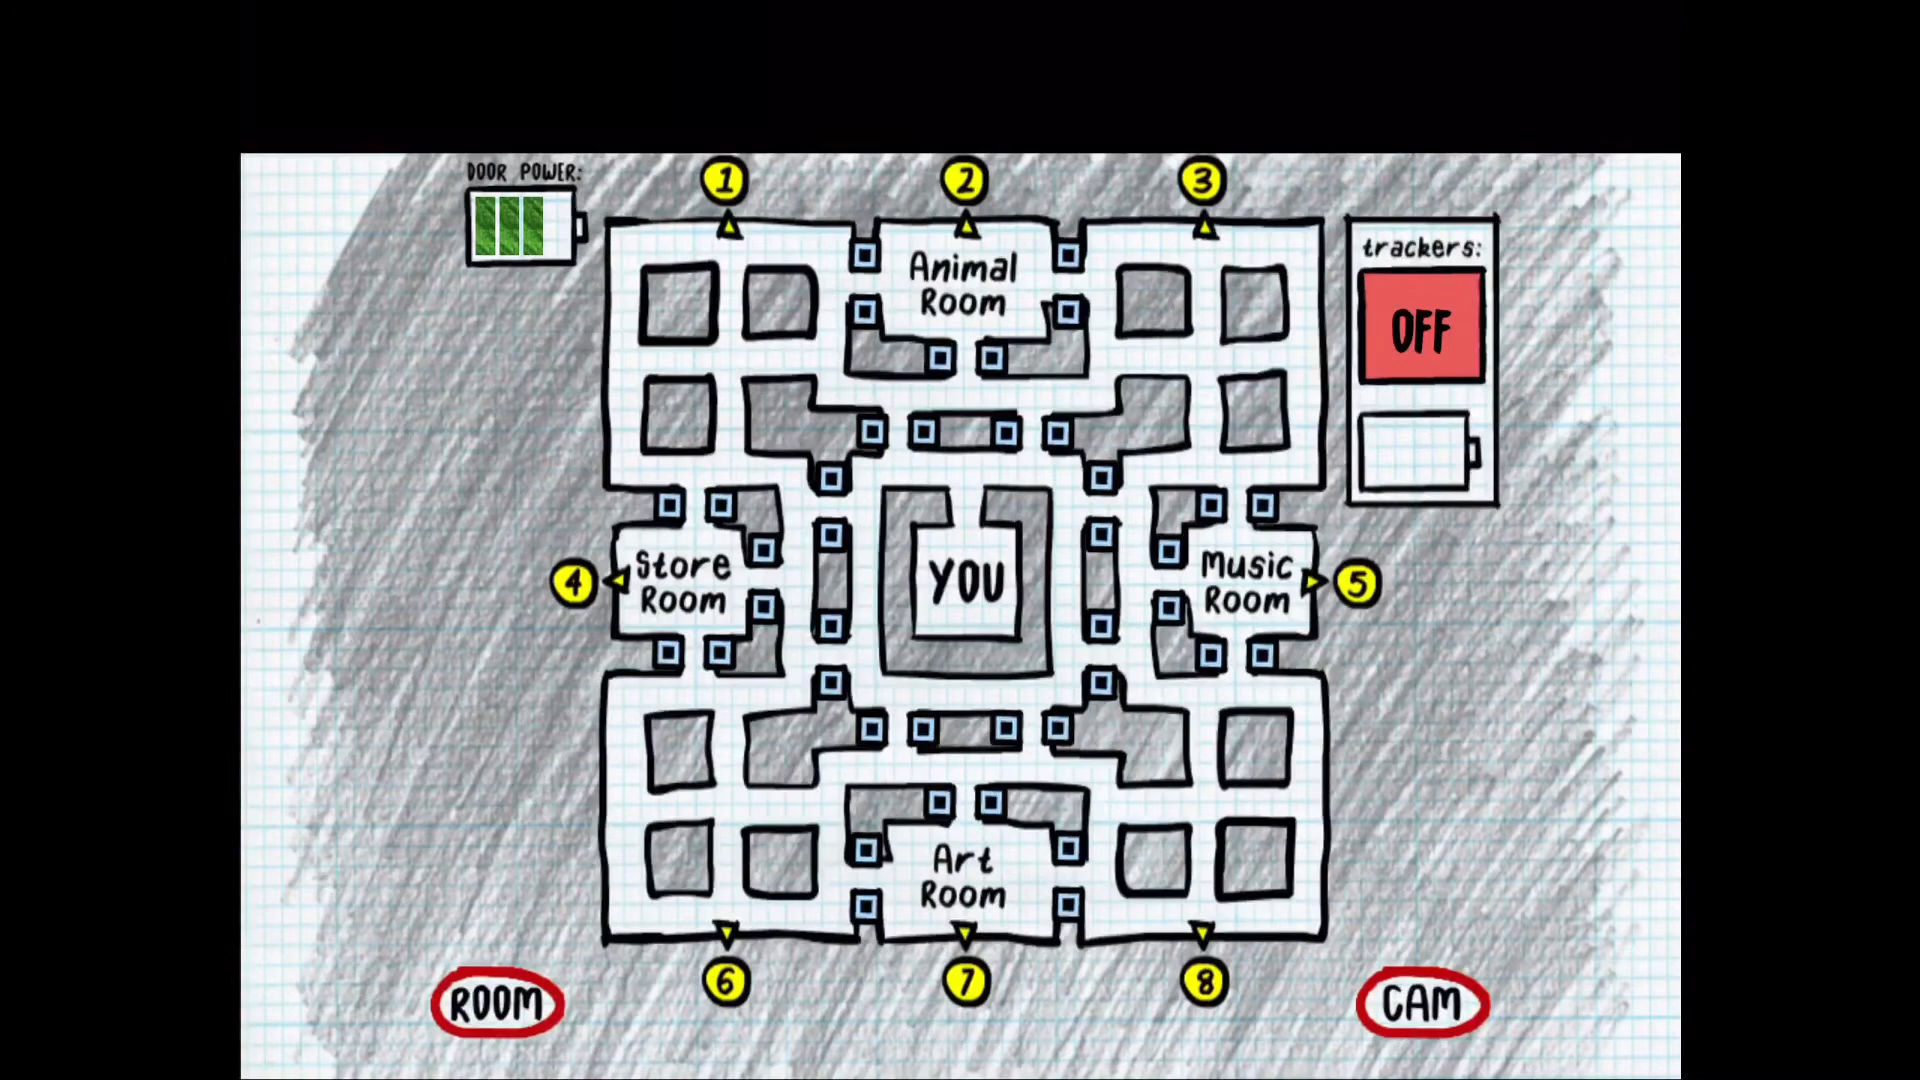 DOOR POWER:
1
2
3
Animal
Room
trackers:
OFF
4
Store
Room
YOU
Music
Room
5
Art
Room
6
7
8
ROOM
CAM